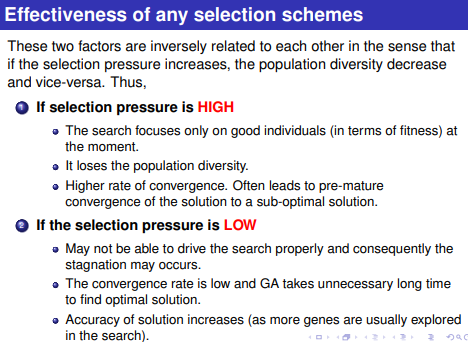 Effectiveness of any selection schemes
These two factors are inversely related to each other in the sense that
if the selection pressure increases, the population diversity decrease
and vice-versa. Thus,
1 If selection pressure is HIGH
The search focuses only on good individuals (in terms of fitness) at
the moment.
It loses the population diversity.
Higher rate of convergence. Often leads to pre-mature
convergence of the solution to a sub-optimal solution.
2 If the selection pressure is LOW
May not be able to drive the search properly and consequently the
stagnation may occurs.
The convergence rate is low and GA takes unnecessary long time
to find optimal solution.
Accuracy of solution increases (as more genes are usually explored
in the search).